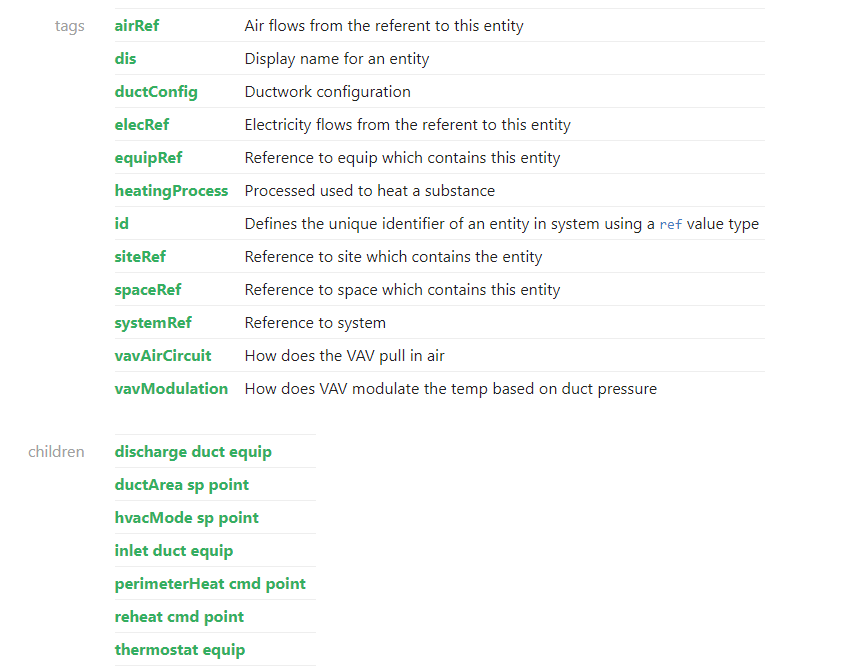 tags
airRef Air flows from the referent to this entity
dis Display name for an entity
ductConfig Ductwork configuration
elecRef Electricity flows from the referent to this entity
equipRef Reference to equip which contains this entity
heatingProcess Processed used to heat a substance
id Defines the unique identifier of an entity in system using a ref value type
siteRef Reference to site which contains the entity
spaceRef Reference to space which contains this entity
systemRef Reference to system
vavAirCircuit How does the VAV pull in air
vavModulation How does VAV modulate the temp based on duct pressure
children
discharge duct equip
ductArea sp point
hvacMode sp point
inlet duct equip
perimeterHeat cmd point
reheat cmd point
thermostat equip